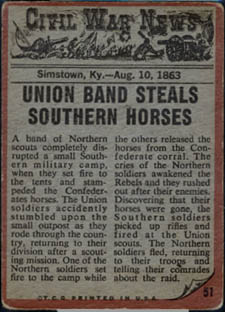 CIVIL WAR NEWS
Simstown, Ky.—Aug. 10, 1863
UNION BAND STEALS
SOUTHERN HORSES
A band of Northern
scouts completely dis-
rupted a small South-
ern military camp,
when they set fire to
the tents and stam-
peded the Confeder-
ates horses. The Union
soldiers accidently
stumbled upon the
small outpost as they
rode through the coun-
try, returning to their
division after a scout-
ing mission. One of the
Northern soldiers set
fire to the camp while
the others released the
horses from the Con-
federate corral. The
cries of the Northern
soldiers awakened the
Rebels and they rushed
out after their enemies.
Discovering that their
horses were gone, the
Southern soldiers
picked up rifles and
fired at the Union
soldiers. The Northern
soldiers fled, returning
to their troops and
telling their comrades
about the raid.
©T.C.G. PRINTED IN U.S.A.
51